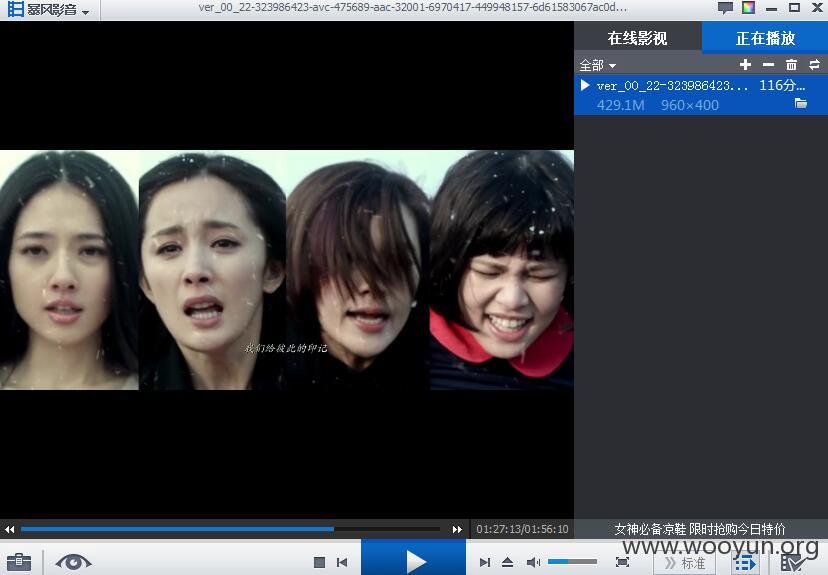 暴风影音
ver_00_22-323986423-avc-475689-aac-32001-6970417-449948157-6d61583067ac0d...
在线影视
正在播放
全部
ver_00_22-323986423...
116分...
429.1M
960×400
我们给彼此的印记
01:27:13/01:56:10
女神必备凉鞋 限时抢购今日特价
www.wooyun.org
标准